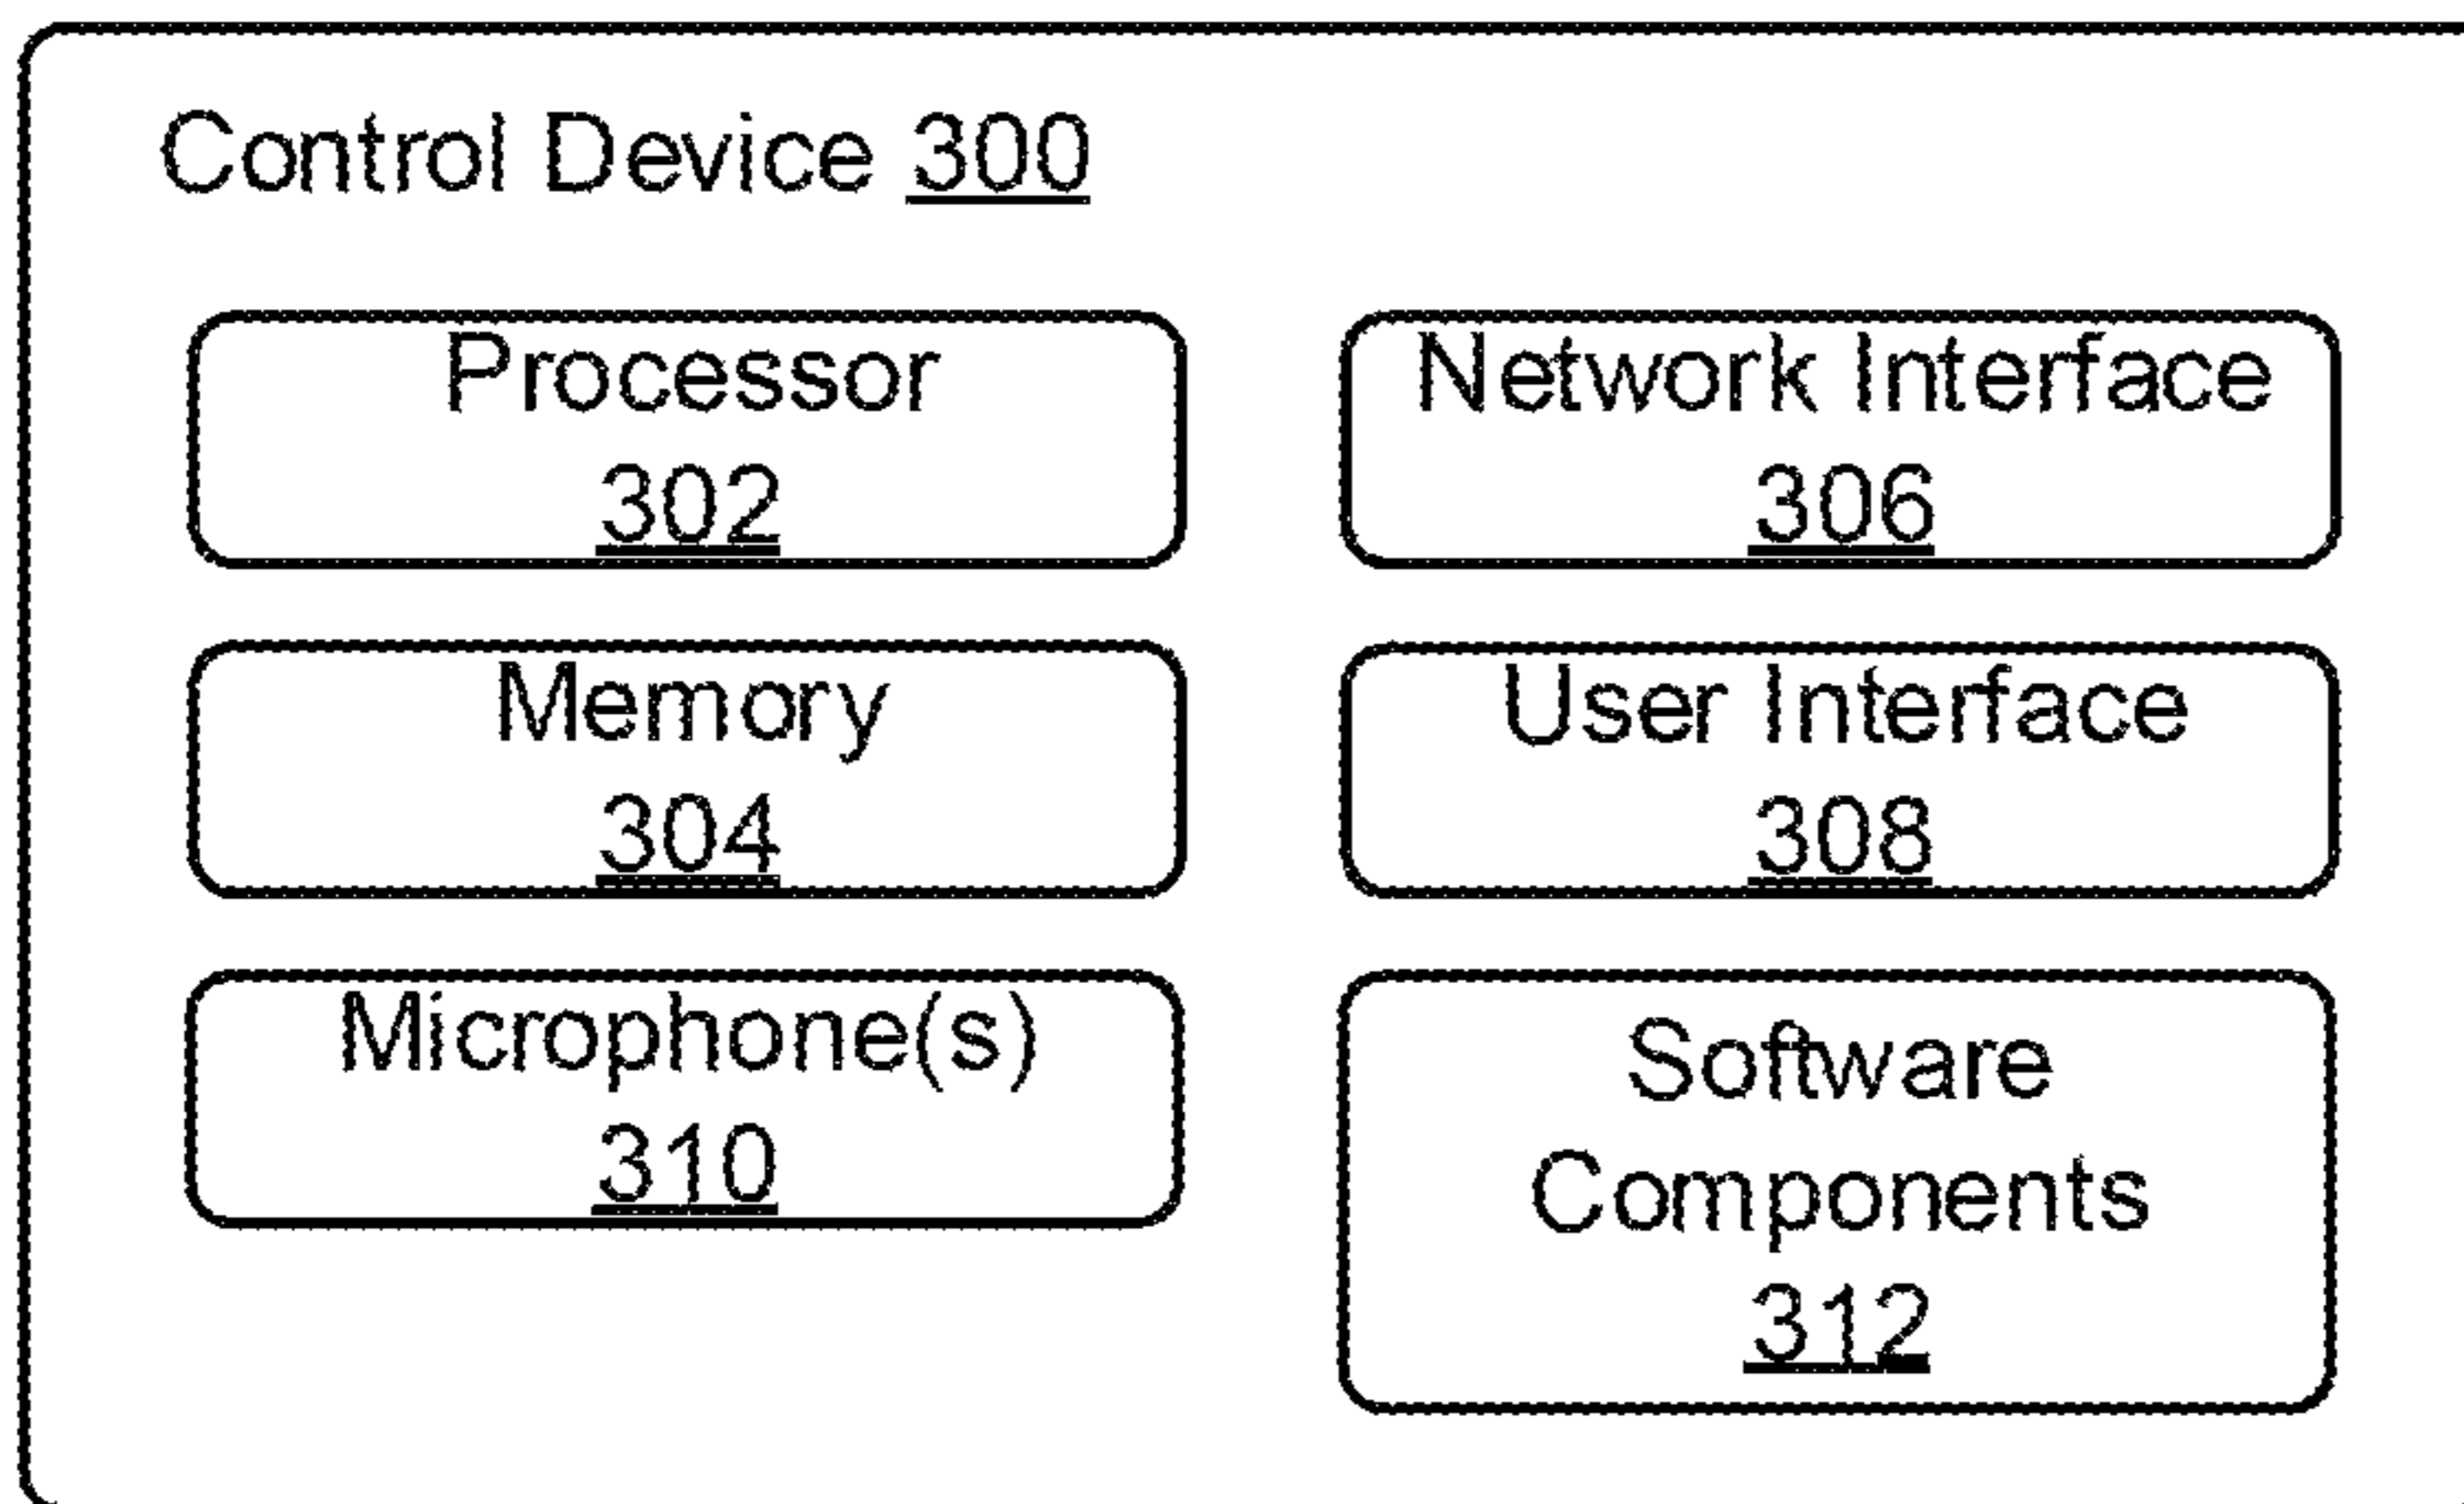 Control Device 300
Processor
302
Network Interface
306
Memory
304
User Interface
308
Microphone(s)
310
Software
Components
312